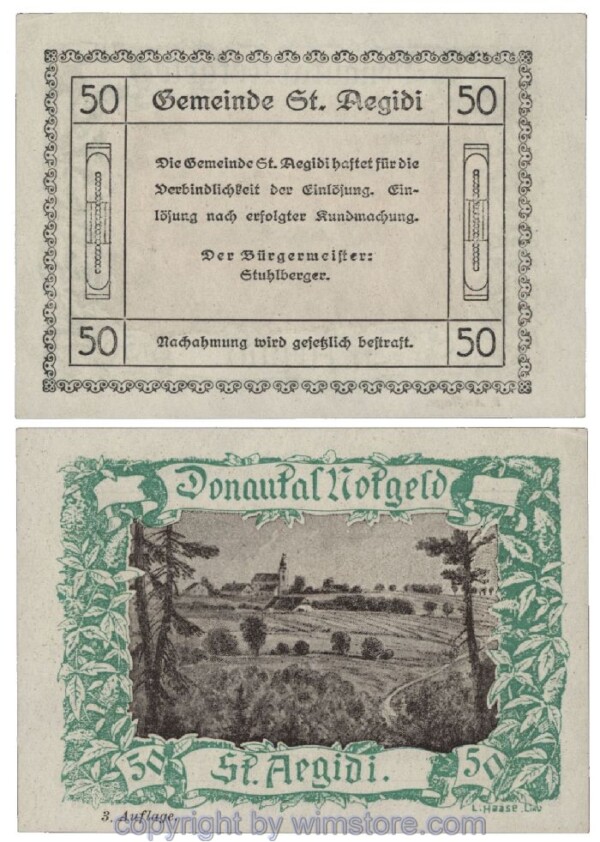 50 Gemeinde St. Aegidi 50
Die Gemeinde St. Aegidi haftet für die
Verbindlichkeit der Einlösung. Ein-
lösung nach erfolgter Kundmachung.
Der Bürgermeister:
Stuhlberger.
50 Nachahmung wird gesetzlich bestraft. 50
Donautal Notgeld
50 St. Aegidi. 50
L. Haase
3. Auflage.
copyright by wimstore.com